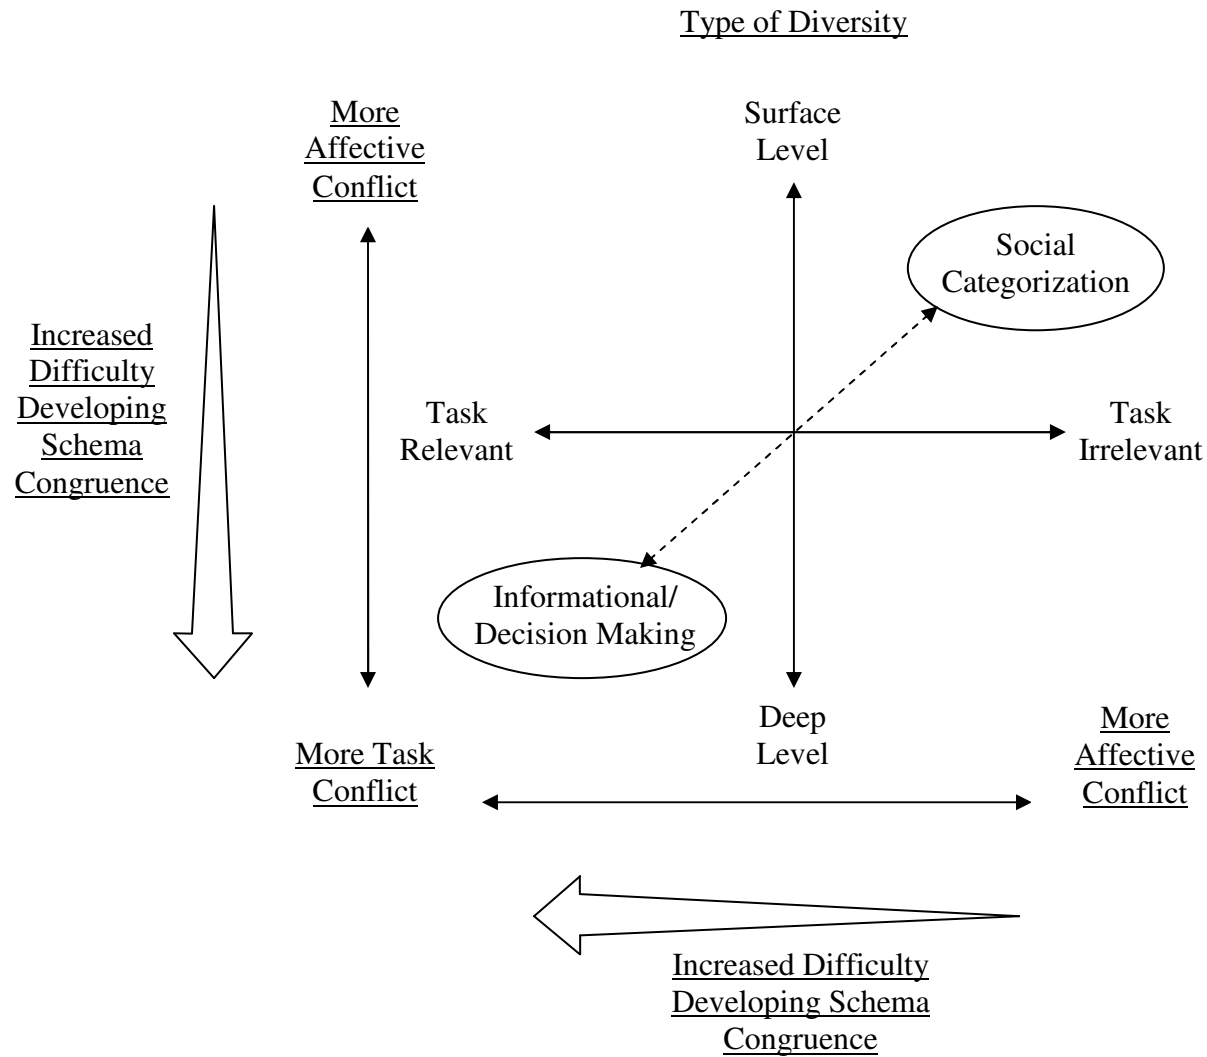 Type of Diversity
More
Affective
Conflict
Surface
Level
Social
Categorization
Increased
Difficulty
Developing
Schema
Congruence
Task
Relevant
Task
Irrelevant
Informational/
Decision Making
Deep
Level
More
Affective
Conflict
More Task
Conflict
Increased Difficulty
Developing Schema
Congruence